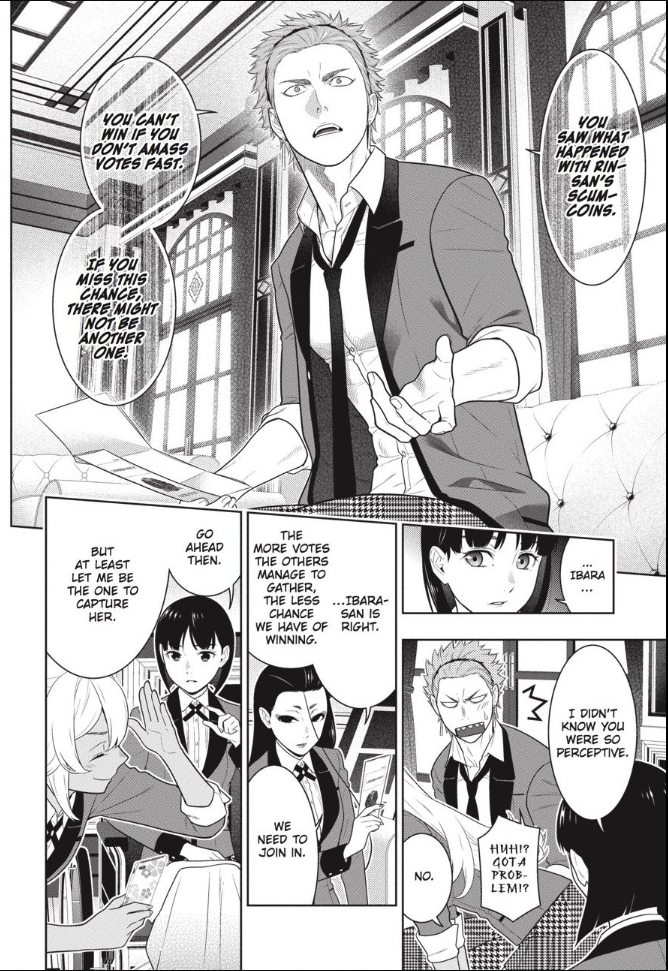 YOU
SAW WHAT
HAPPENED
WITH RIN-
SAN'S
SCUM-
COINS.
YOU CAN'T
WIN IF YOU
DON'T AMASS
VOTES FAST.
IF YOU
MISS THIS
CHANCE,
THERE MIGHT
NOT BE
ANOTHER
ONE.
...
IBARA
...
I DIDN'T
KNOW YOU
WERE SO
PERCEPTIVE.
HUH!?
GOT A
PROB-
LEM!?
NO.
...IBARA-
SAN IS
RIGHT.
THE
MORE VOTES
THE OTHERS
MANAGE TO
GATHER,
THE LESS
CHANCE
WE HAVE OF
WINNING.
WE
NEED TO
JOIN IN.
GO
AHEAD
THEN.
BUT
AT LEAST
LET ME BE
THE ONE TO
CAPTURE
HER.